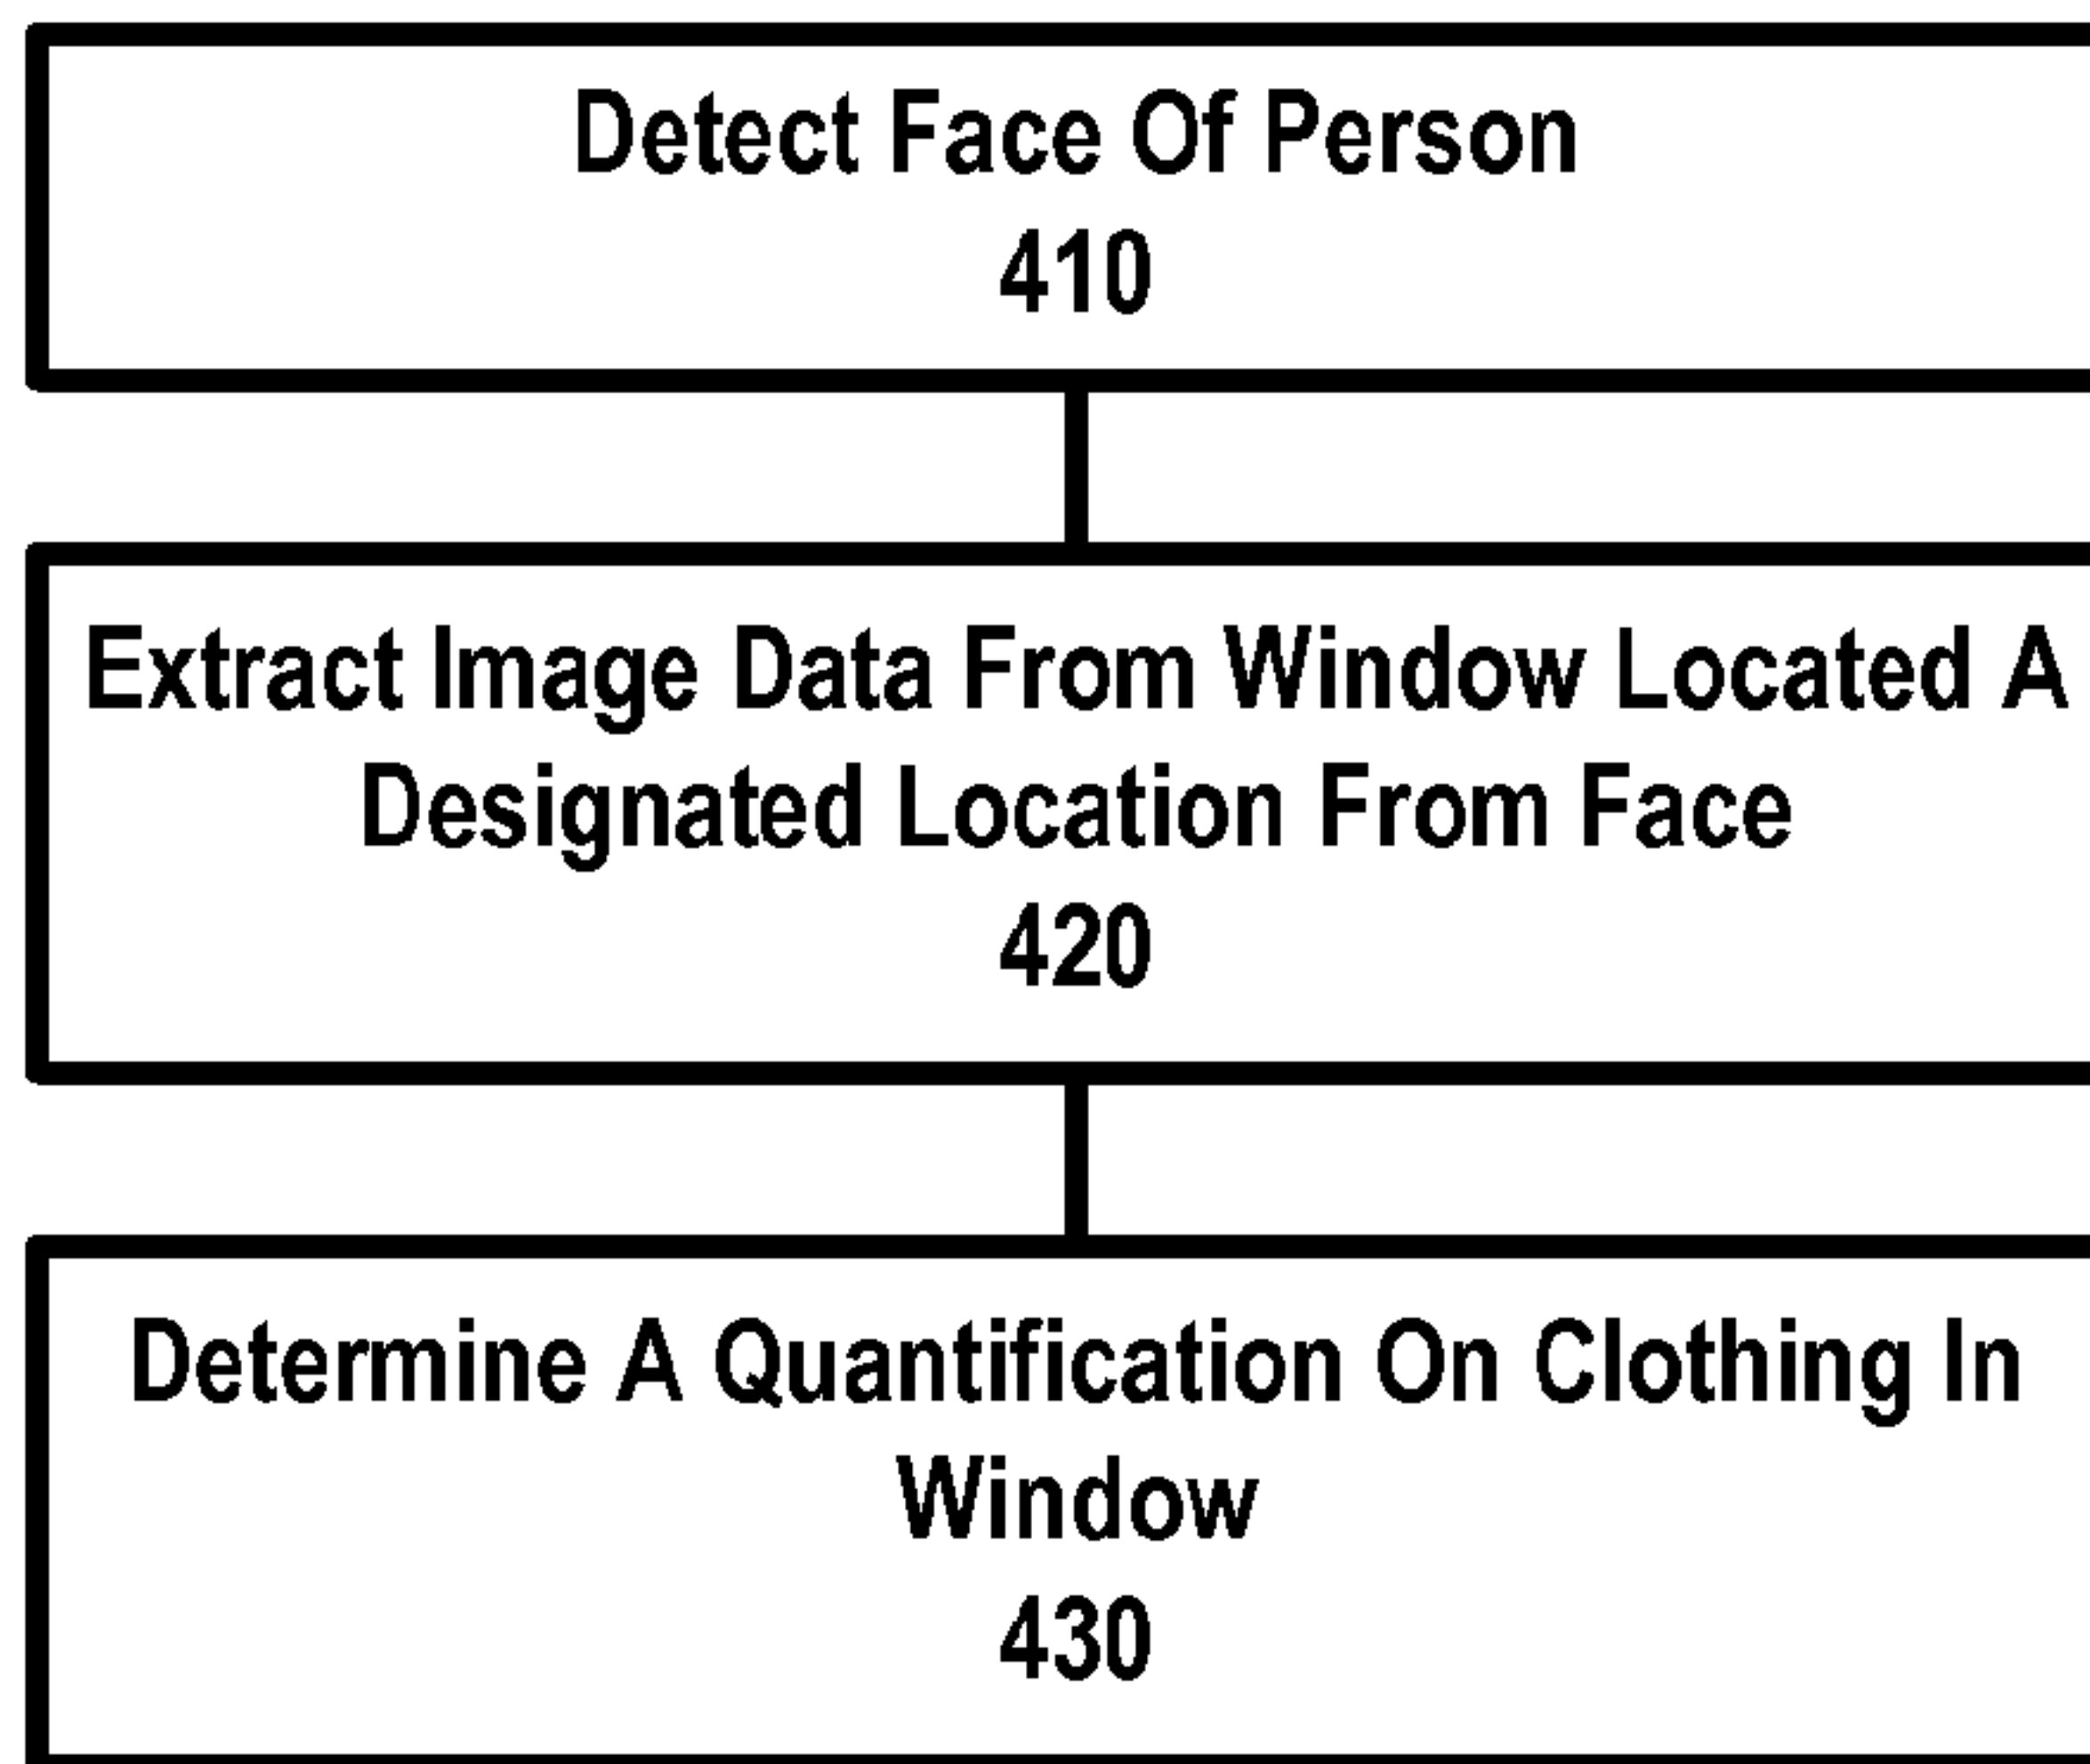 Detect Face Of Person
410
Extract Image Data From Window Located A
Designated Location From Face
420
Determine A Quantification On Clothing In
Window
430